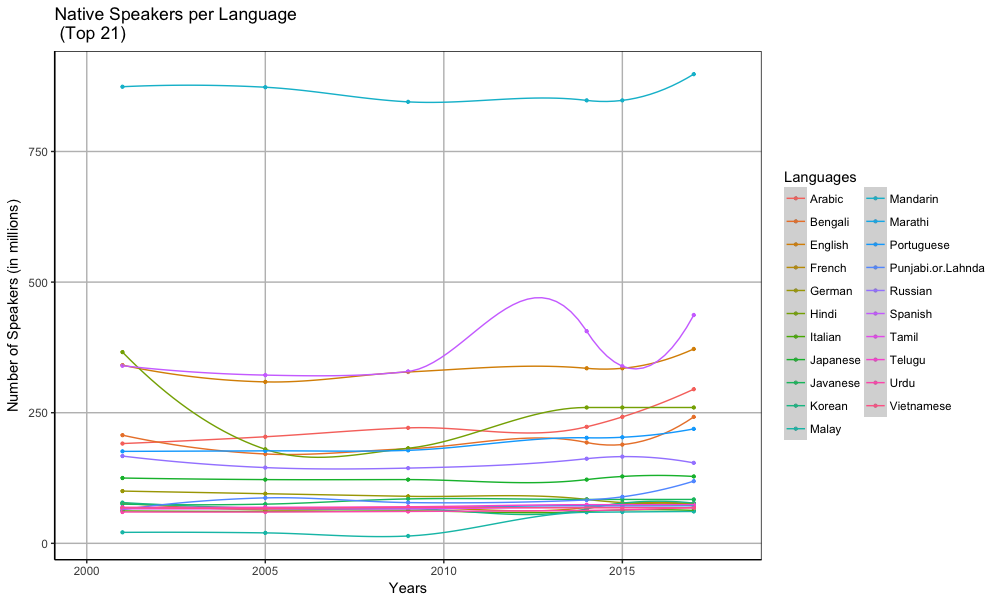 Native Speakers per Language
(Top 21)
Number of Speakers (in millions)
750
500
250
0
2000
2005
2010
2015
Years
Languages
Arabic
Bengali
English
French
German
Hindi
Italian
Japanese
Javanese
Korean
Malay
Mandarin
Marathi
Portuguese
Punjabi.or.Lahnda
Russian
Spanish
Tamil
Telugu
Urdu
Vietnamese